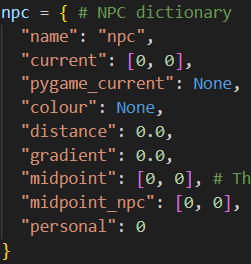 npc = { # NPC dictionary
"name": "npc",
"current": [0, 0],
"pygame_current": None,
"colour": None,
"distance": 0.0,
"gradient": 0.0,
"midpoint": [0, 0], # Th
"midpoint_npc": [0, 0],
"personal": 0
}